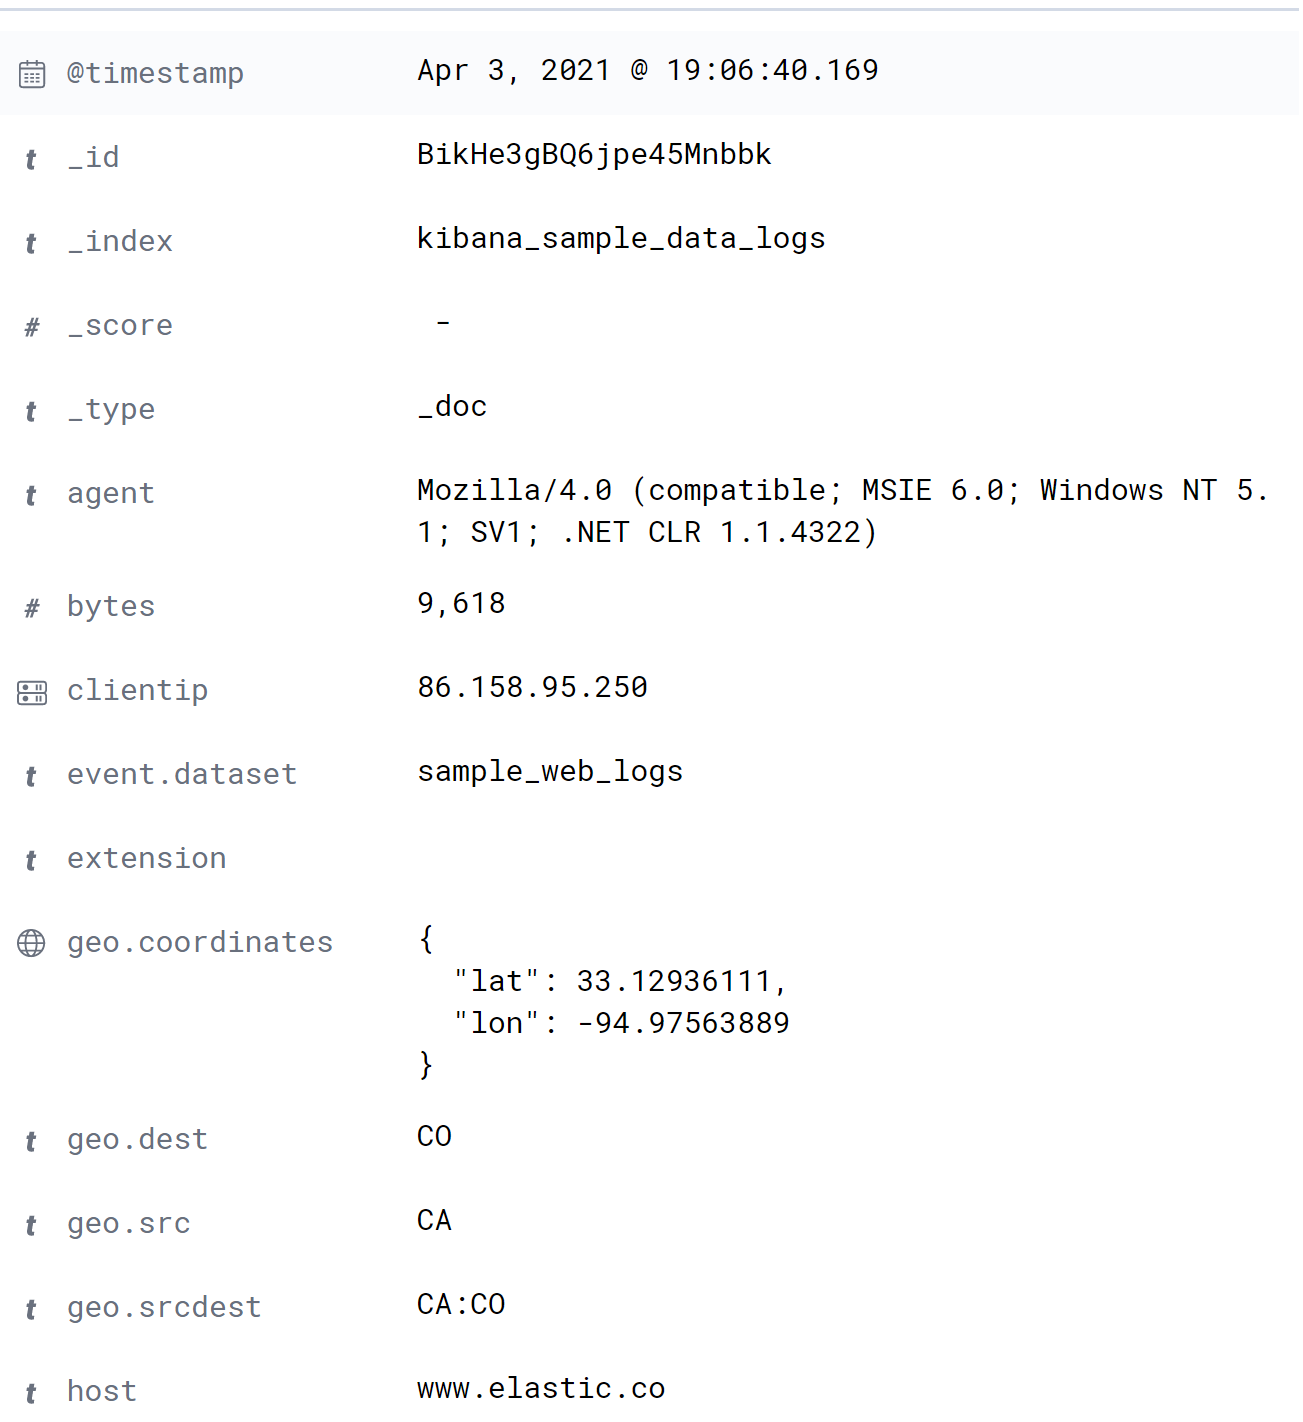 @timestamp Apr 3, 2021 @ 19:06:40.169
t _id BikHe3gBQ6jpe45Mnbbk
t _index kibana_sample_data_logs
# _score -
t _type _doc
t agent Mozilla/4.0 (compatible; MSIE 6.0; Windows NT 5.
1; SV1; .NET CLR 1.1.4322)
# bytes 9,618
clientip 86.158.95.250
t event.dataset sample_web_logs
t extension
geo.coordinates {
"lat": 33.12936111,
"lon": -94.97563889
}
t geo.dest CO
t geo.src CA
t geo.srcdest CA:CO
t host www.elastic.co